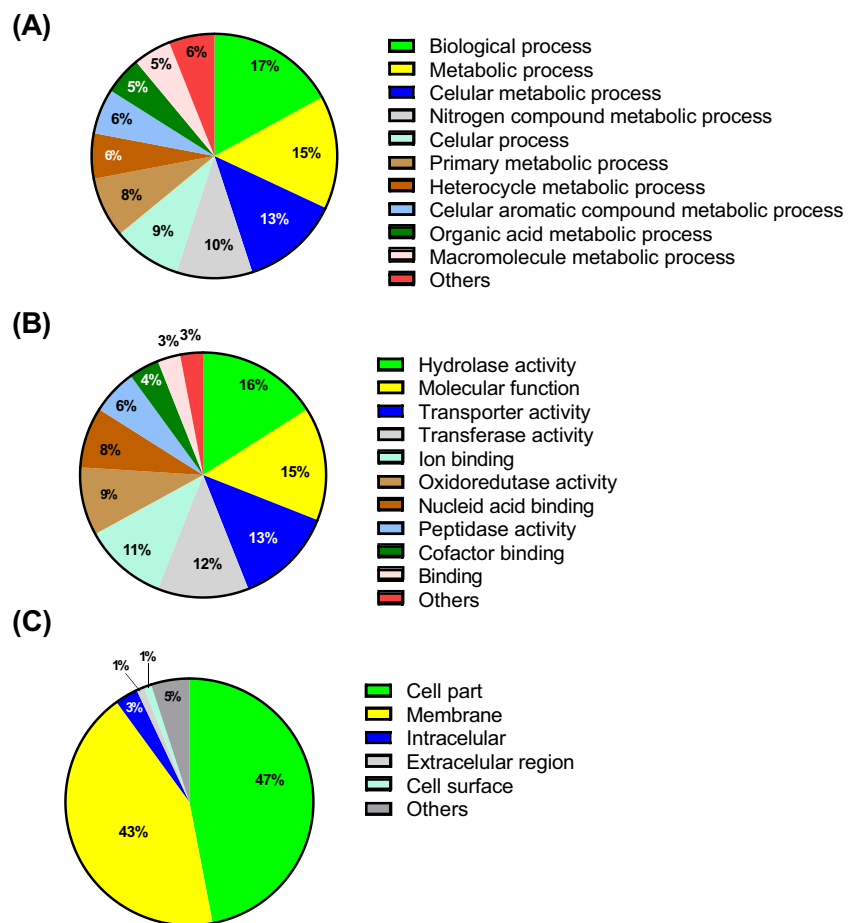 (A)
17%
15%
13%
10%
9%
8%
6%
6%
5%
5%
6%
Biological process
Metabolic process
Cellular metabolic process
Nitrogen compound metabolic process
Cellular process
Primary metabolic process
Heterocycle metabolic process
Cellular aromatic compound metabolic process
Organic acid metabolic process
Macromolecule metabolic process
Others
(B)
16%
15%
13%
12%
11%
9%
8%
6%
4%
3%
3%
Hydrolase activity
Molecular function
Transporter activity
Transferase activity
Ion binding
Oxidoredutase activity
Nucleid acid binding
Peptidase activity
Cofactor binding
Binding
Others
(C)
47%
43%
3%
1%
1%
5%
Cell part
Membrane
Intracelular
Extracelular region
Cell surface
Others